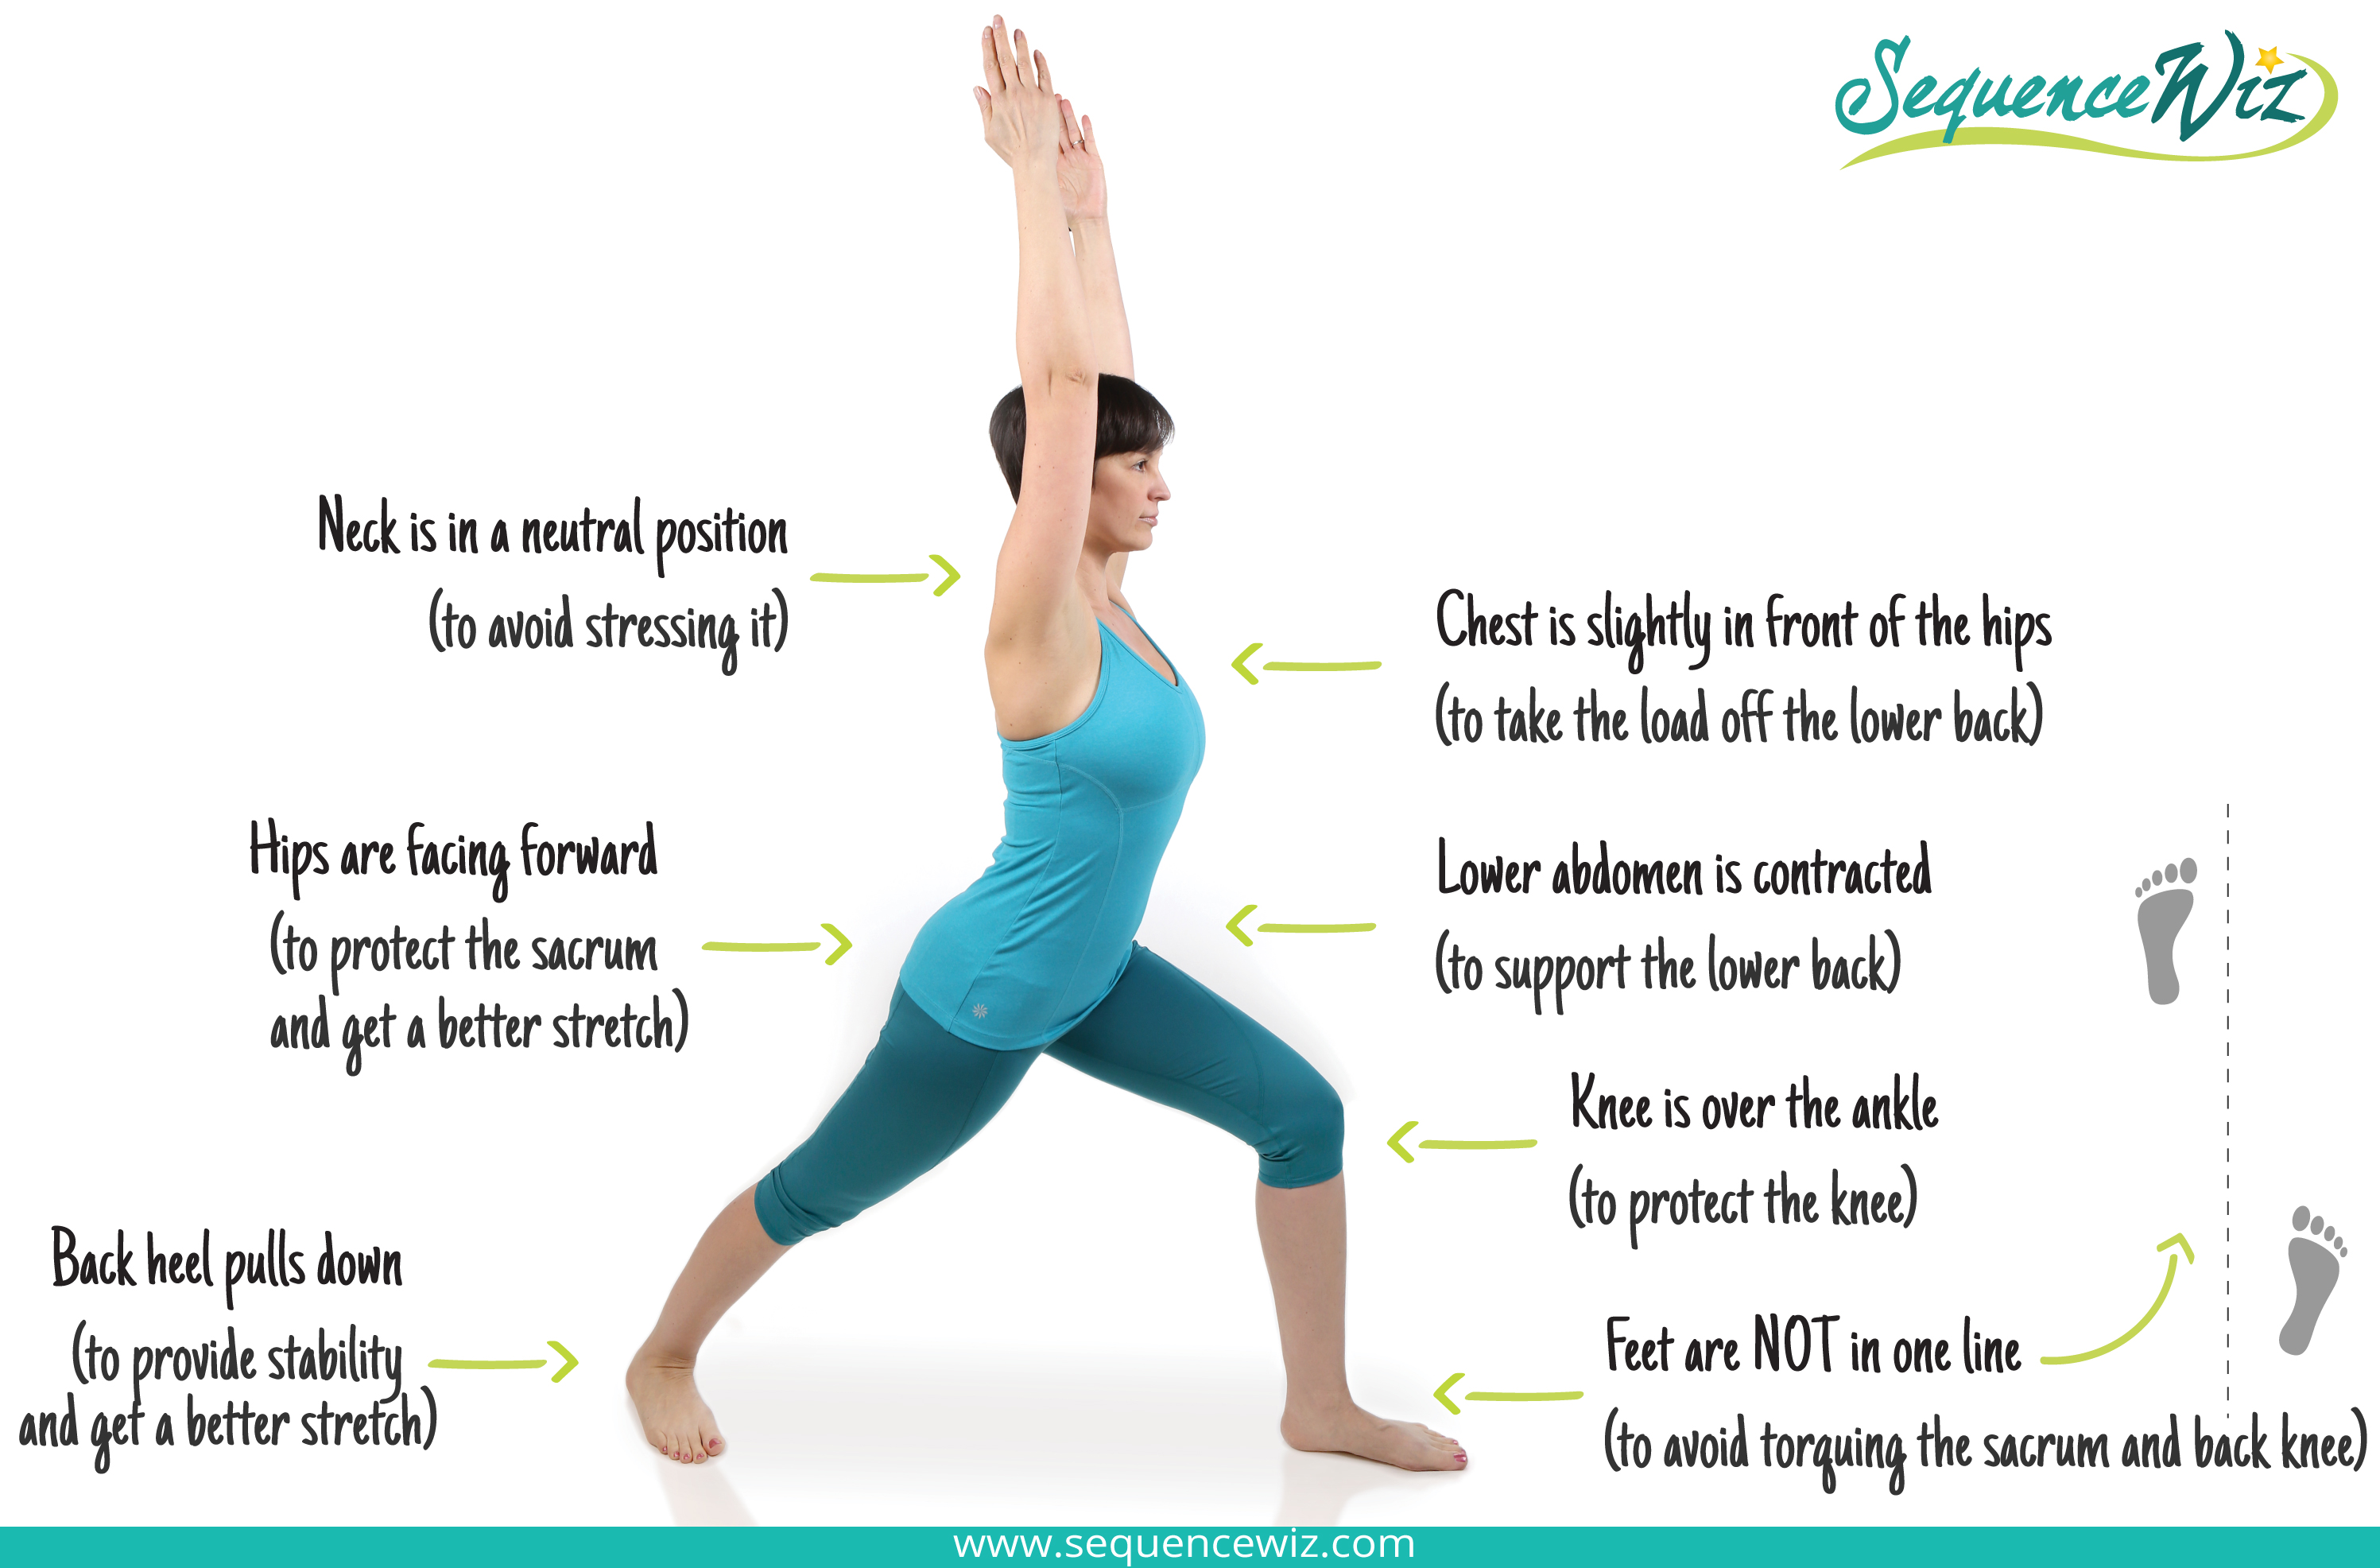 SequenceWiz
Neck is in a neutral position
(to avoid stressing it)
Chest is slightly in front of the hips
(to take the load off the lower back)
Hips are facing forward
(to protect the sacrum
and get a better stretch)
Lower abdomen is contracted
(to support the lower back)
Knee is over the ankle
(to protect the knee)
Back heel pulls down
(to provide stability
and get a better stretch)
Feet are NOT in one line
(to avoid torquing the sacrum and back knee)
www.sequencewiz.com